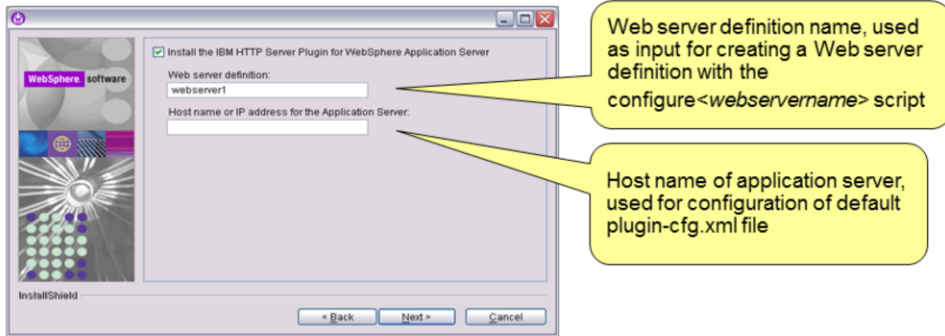 WebSphere. software
Install the IBM HTTP Server Plugin for WebSphere Application Server
Web server definition:
webserver1
Host name or IP address for the Application Server:
InstallShield
< Back
Next >
Cancel
Web server definition name, used
as input for creating a Web server
definition with the
configure<webservername> script
Host name of application server,
used for configuration of default
plugin-cfg.xml file